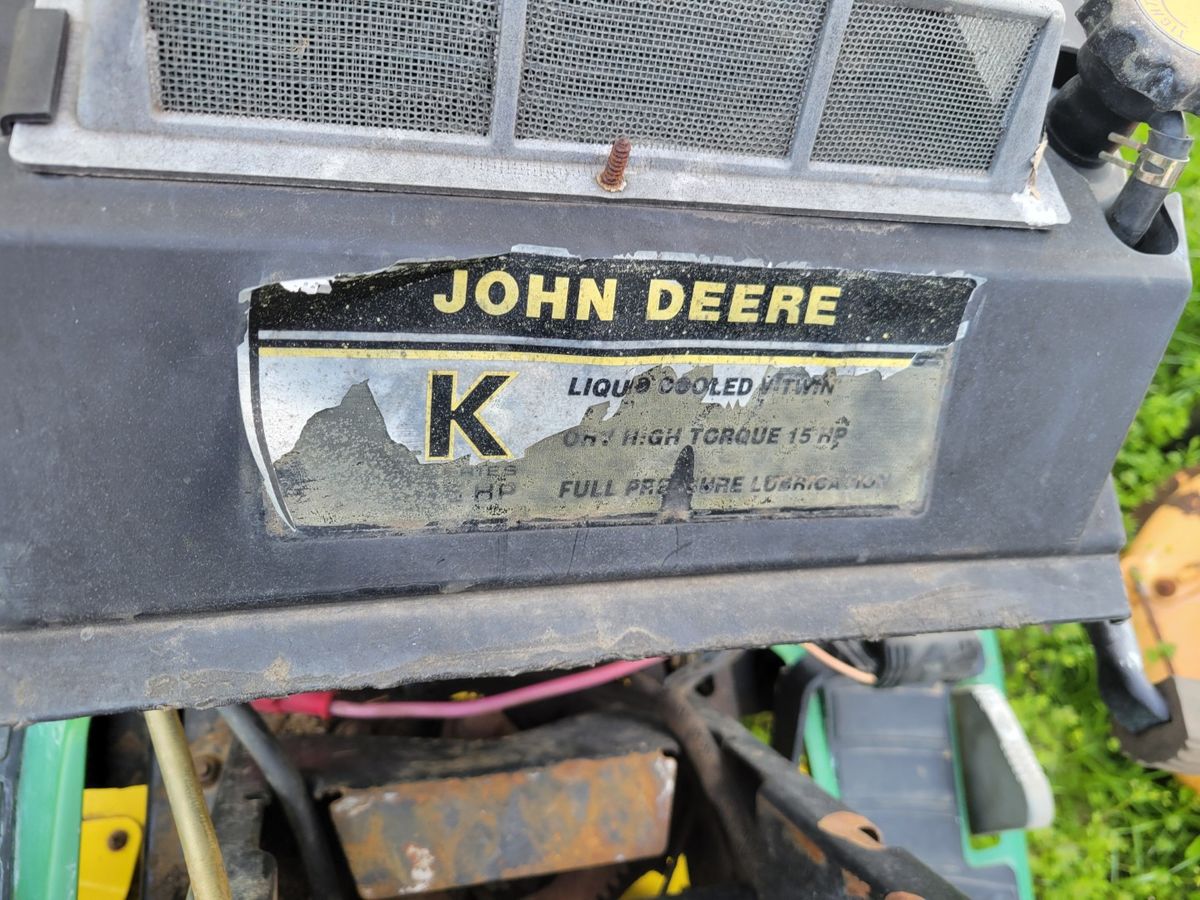 JOHN DEERE
K
LIQUID COOLED V TWIN
OHV HIGH TORQUE 15 HP
HP
FULL PRESSURE LUBRICATION